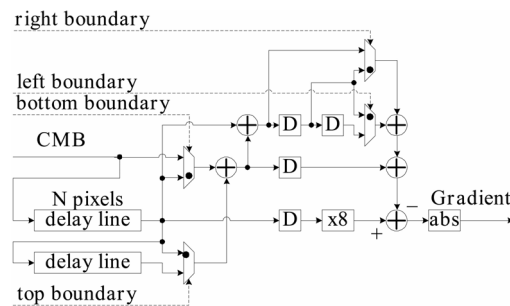 right boundary
left boundary
bottom boundary
CMB
D
D
D
N pixels
Gradient
delay line
D
x8
abs
−
+
delay line
top boundary